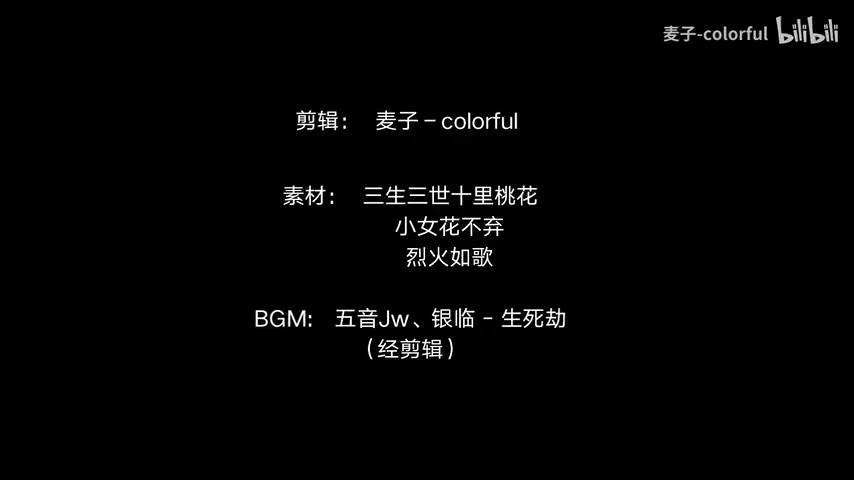 麦子-colorful bilibili
剪辑： 麦子－colorful
素材： 三生三世十里桃花
小女花不弃
烈火如歌
BGM: 五音Jw、银临 - 生死劫
（经剪辑）